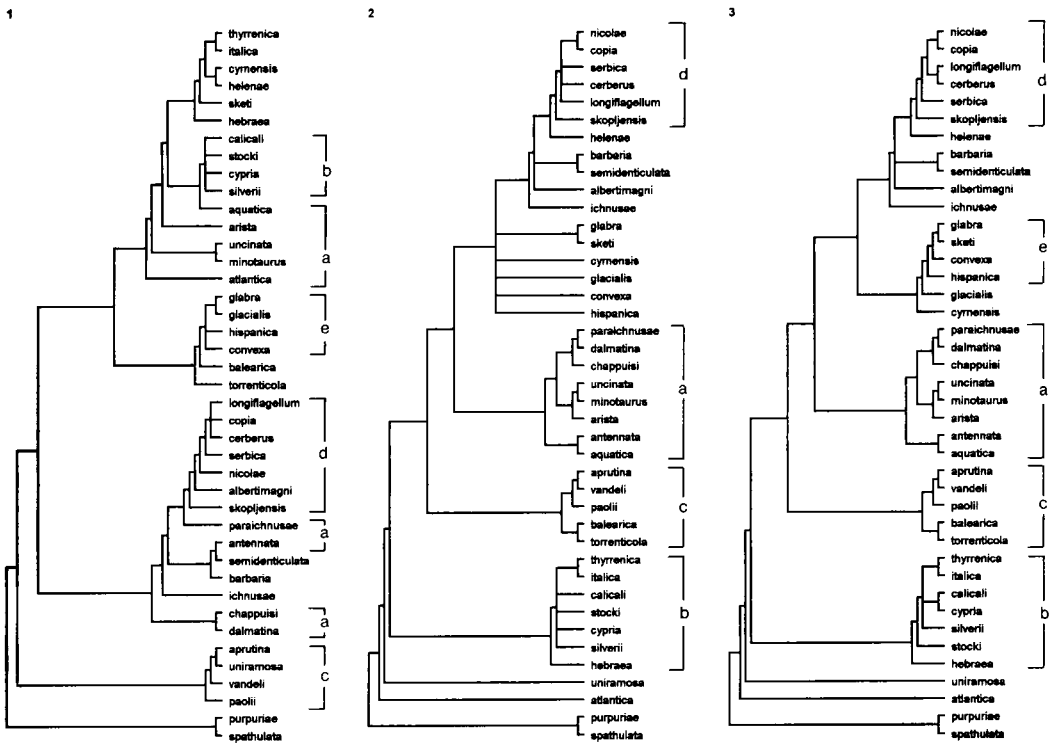 1
thyrrenica
italica
cyrnensis
helenae
sketi
hebraea
calicali
stocki
cypria
silverii
b
aquatica
arista
uncinata
minotaurus
atlantica
a
glabra
glacialis
hispanica
convexa
e
balearica
torrenticola
longiflagellum
copia
cerberus
serbica
nicolae
albertimagni
skopljensis
d
paraichnusae
antennata
a
semidenticulata
barbaria
ichnusae
chappuisi
dalmatina
a
aprutina
uniramosa
vandeli
paolii
c
purpuriae
spathulata
2
nicolae
copia
serbica
cerberus
longiflagellum
skopljensis
d
helenae
barbaria
semidenticulata
albertimagni
ichnusae
glabra
sketi
cyrnensis
glacialis
convexa
hispanica
paraichnusae
dalmatina
chappuisi
uncinata
minotaurus
arista
antennata
aquatica
a
aprutina
vandeli
paolii
balearica
torrenticola
c
thyrrenica
italica
calicali
stocki
cypria
silverii
hebraea
b
uniramosa
atlantica
purpuriae
spathulata
3
nicolae
copia
longiflagellum
cerberus
serbica
skopljensis
d
helenae
barbaria
semidenticulata
albertimagni
ichnusae
glabra
sketi
convexa
hispanica
e
glacialis
cyrnensis
paraichnusae
dalmatina
chappuisi
uncinata
minotaurus
arista
antennata
aquatica
a
aprutina
vandeli
paolii
balearica
torrenticola
c
thyrrenica
italica
calicali
cypria
silverii
stocki
hebraea
b
uniramosa
atlantica
purpuriae
spathulata